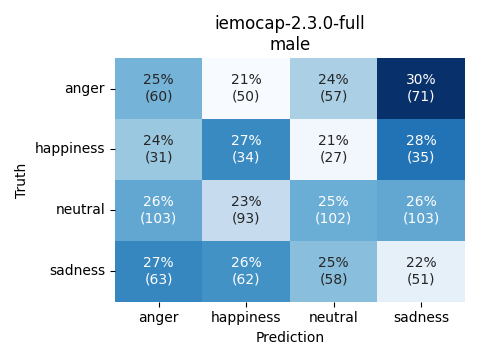 iemocap-2.3.0-full
male
Truth
anger
25% 21% 24% 30%
(60) (50) (57) (71)
happiness
24% 27% 21% 28%
(31) (34) (27) (35)
neutral
26% 23% 25% 26%
(103) (93) (102) (103)
sadness
27% 26% 25% 22%
(63) (62) (58) (51)
anger happiness neutral sadness
Prediction